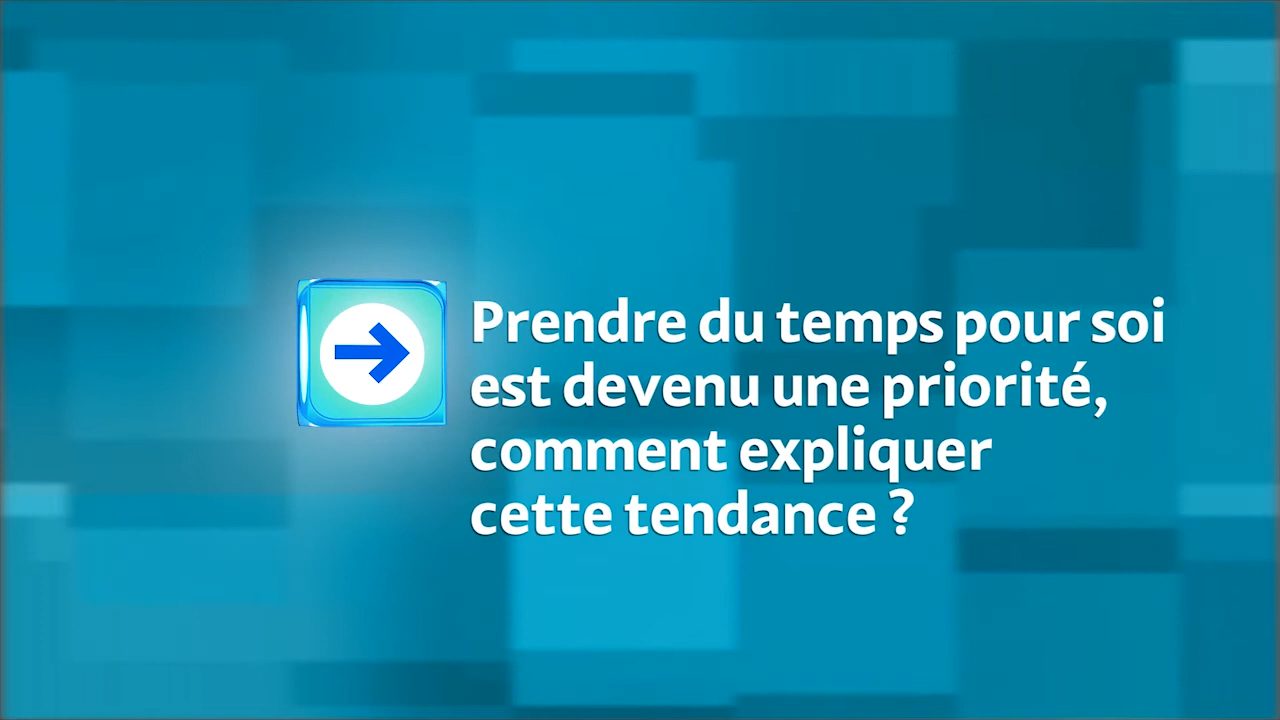 Prendre du temps pour soi
est devenu une priorité,
comment expliquer
cette tendance ?